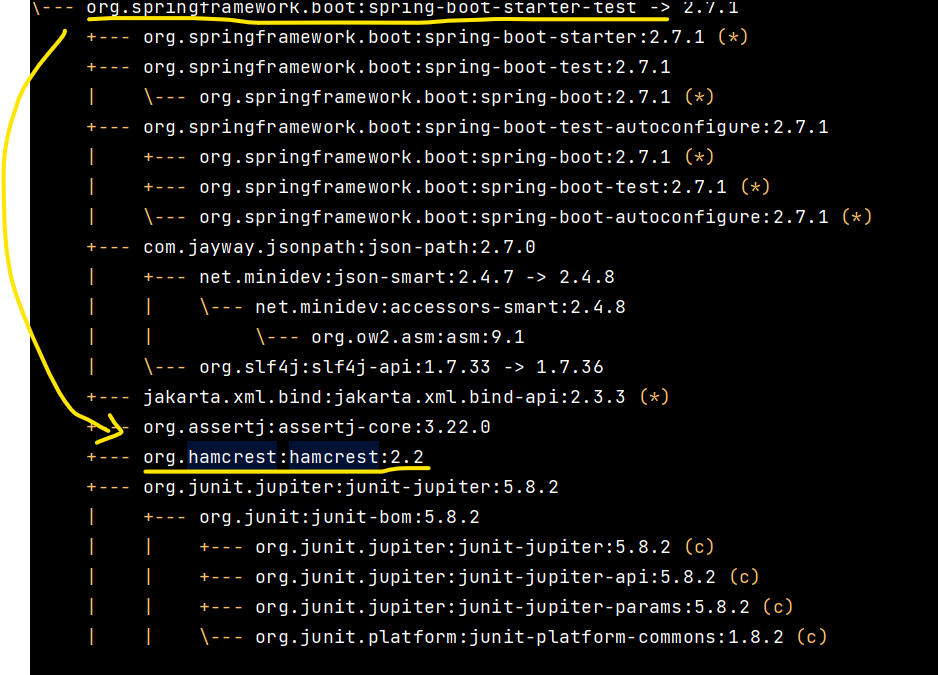 \--- org.springframework.boot:spring-boot-starter-test -> 2.7.1
+--- org.springframework.boot:spring-boot-starter:2.7.1 (*)
+--- org.springframework.boot:spring-boot-test:2.7.1
|    \--- org.springframework.boot:spring-boot:2.7.1 (*)
+--- org.springframework.boot:spring-boot-test-autoconfigure:2.7.1
|    +--- org.springframework.boot:spring-boot:2.7.1 (*)
|    +--- org.springframework.boot:spring-boot-test:2.7.1 (*)
|    \--- org.springframework.boot:spring-boot-autoconfigure:2.7.1 (*)
+--- com.jayway.jsonpath:json-path:2.7.0
|    +--- net.minidev:json-smart:2.4.7 -> 2.4.8
|    |    \--- net.minidev:accessors-smart:2.4.8
|    |         \--- org.ow2.asm:asm:9.1
|    \--- org.slf4j:slf4j-api:1.7.33 -> 1.7.36
+--- jakarta.xml.bind:jakarta.xml.bind-api:2.3.3 (*)
+--- org.assertj:assertj-core:3.22.0
+--- org.hamcrest:hamcrest:2.2
+--- org.junit.jupiter:junit-jupiter:5.8.2
|    +--- org.junit:junit-bom:5.8.2
|    |    +--- org.junit.jupiter:junit-jupiter:5.8.2 (c)
|    |    +--- org.junit.jupiter:junit-jupiter-api:5.8.2 (c)
|    |    +--- org.junit.jupiter:junit-jupiter-params:5.8.2 (c)
|    |    \--- org.junit.platform:junit-platform-commons:1.8.2 (c)